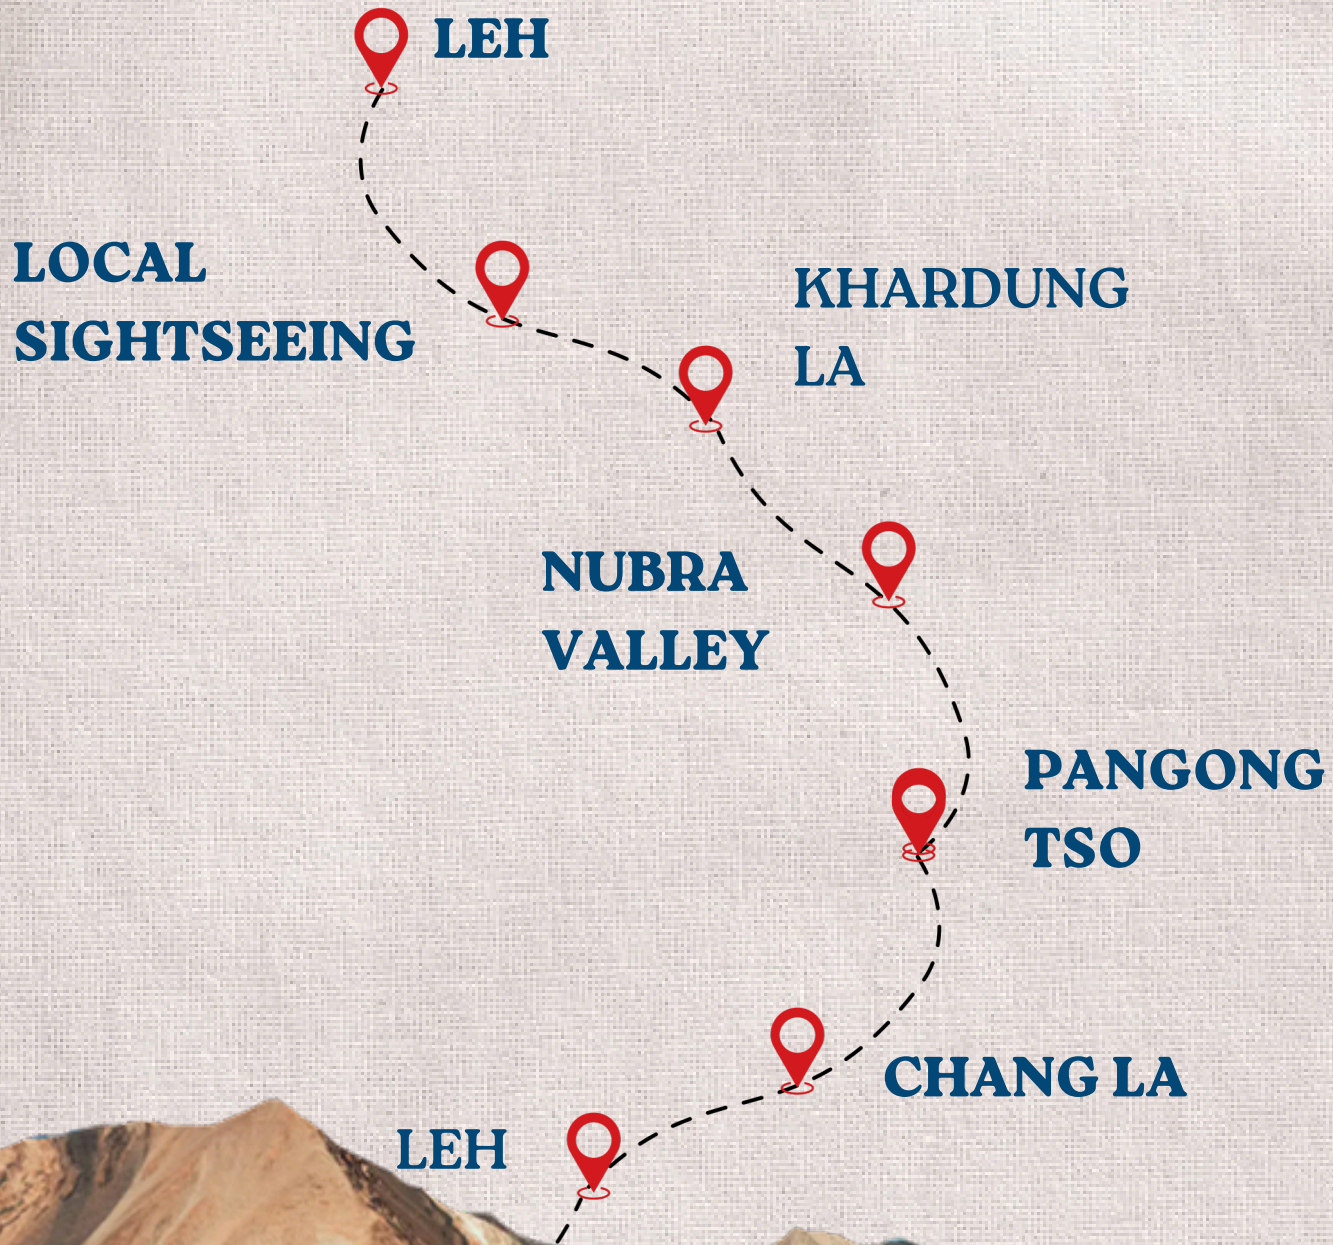 LEH
LOCAL
SIGHTSEEING
KHARDUNG
LA
NUBRA
VALLEY
PANGONG
TSO
CHANG LA
LEH